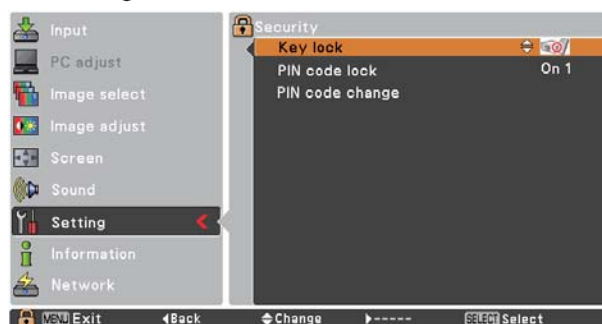 Input
PC adjust
Image select
Image adjust
Screen
Sound
Setting
Information
Network
Security
Key lock
PIN code lock On 1
PIN code change
MENU Exit Back Change ----- SELECT Select